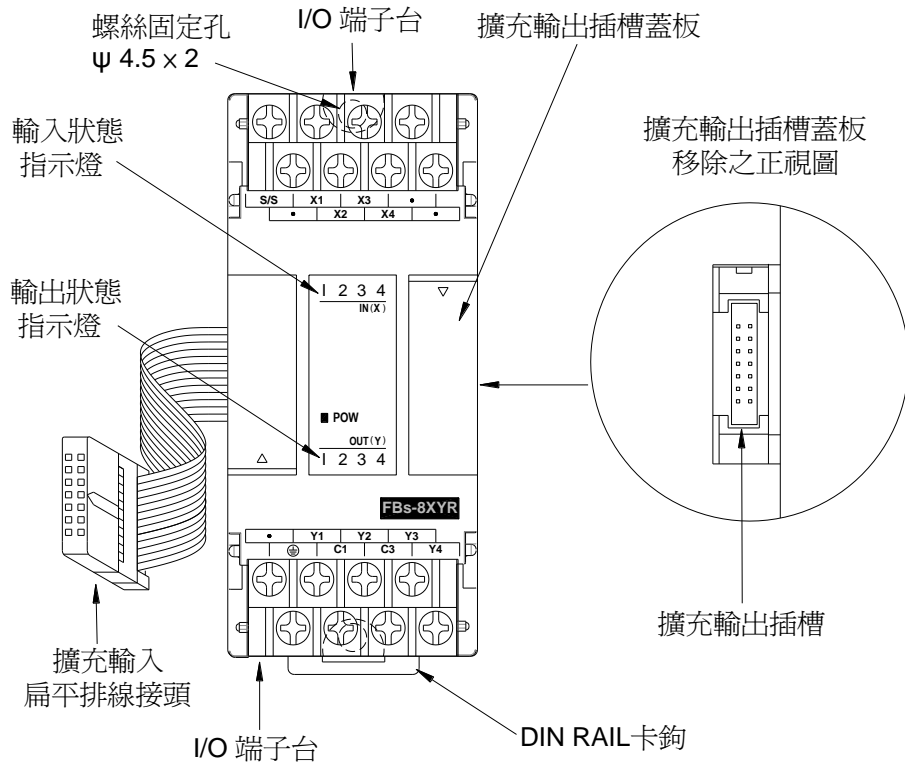 螺絲固定孔
ψ 4.5 × 2
I/O 端子台
擴充輸出插槽蓋板
輸入狀態
指示燈
擴充輸出插槽蓋板
移除之正視圖
S/S X1 X3 •
• X2 X4 •
I 2 3 4
IN(X)
輸出狀態
指示燈
POW
OUT(Y)
I 2 3 4
FBs-8XYR
• Y1 Y2 Y3
C1 C3 Y4
擴充輸出插槽
擴充輸入
扁平排線接頭
I/O 端子台
DIN RAIL卡鉤